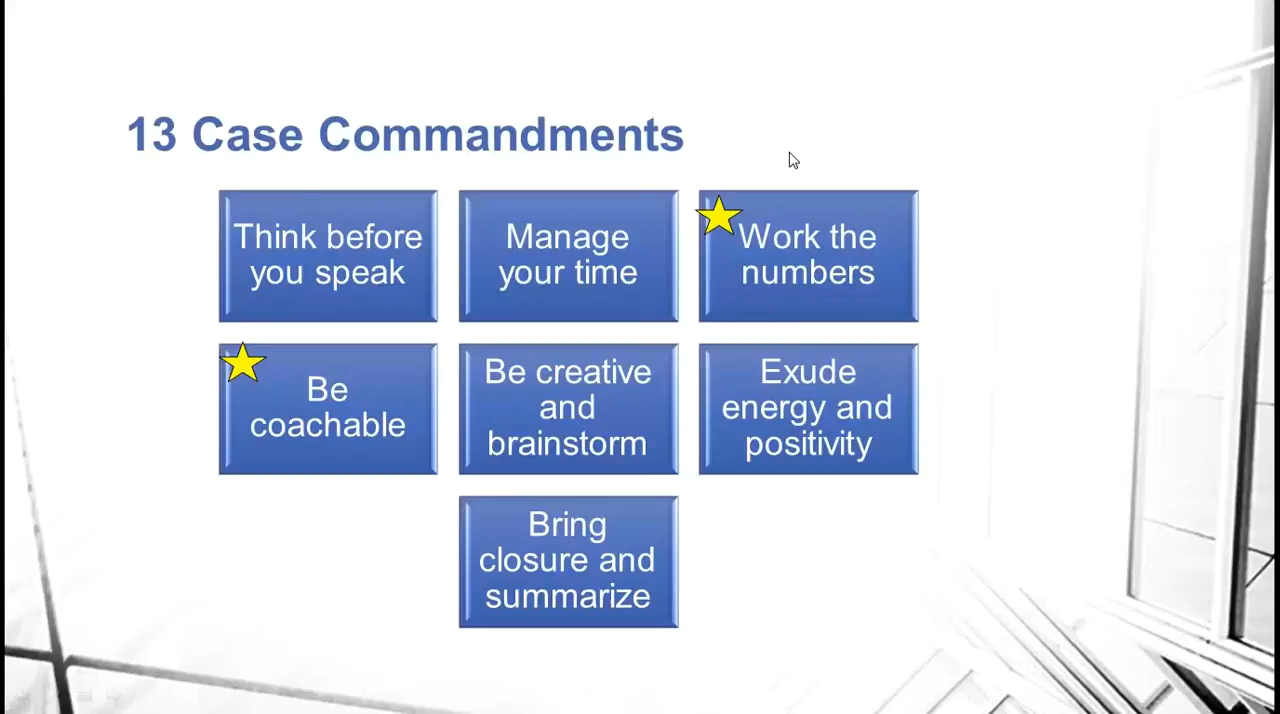 13 Case Commandments
Think before
you speak
Manage
your time
Work the
numbers
Be
coachable
Be creative
and
brainstorm
Exude
energy and
positivity
Bring
closure and
summarize